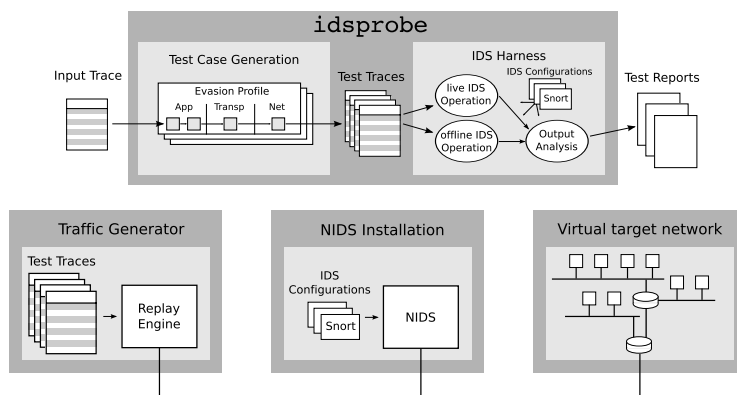 idsprobe
Test Case Generation
IDS Harness
Input Trace
Evasion Profile
App
Transp
Net
Test Traces
live IDS
Operation
offline IDS
Operation
IDS Configurations
Snort
Output
Analysis
Test Reports
Traffic Generator
Test Traces
Replay
Engine
NIDS Installation
IDS
Configurations
Snort
NIDS
Virtual target network